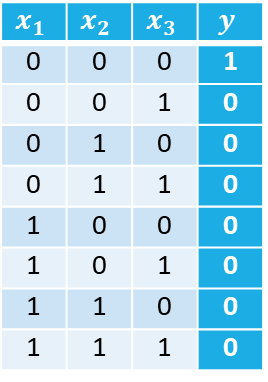 x₁ x₂ x₃ y
0 0 0 1
0 0 1 0
0 1 0 0
0 1 1 0
1 0 0 0
1 0 1 0
1 1 0 0
1 1 1 0